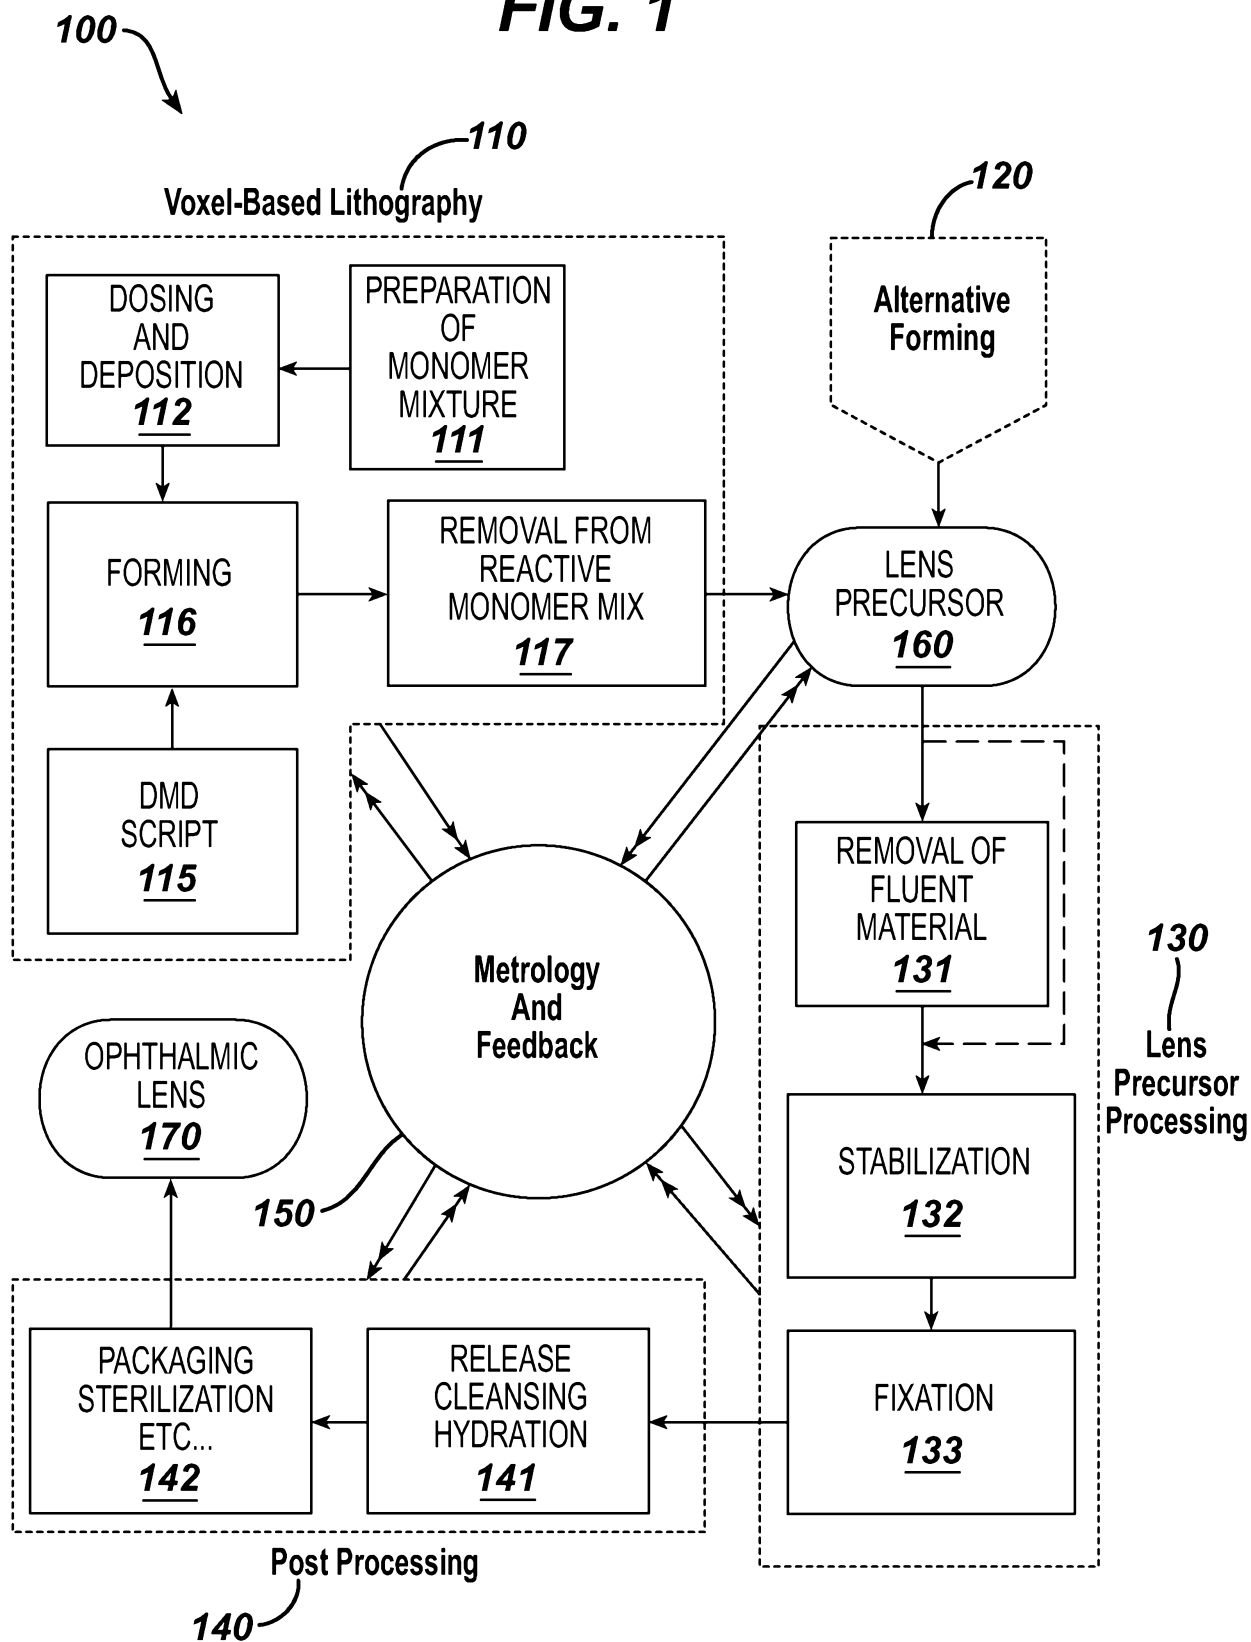 FIG. 1
100
110
Voxel-Based Lithography
120
Alternative
Forming
DOSING
AND
DEPOSITION
112
PREPARATION
OF
MONOMER
MIXTURE
111
FORMING
116
REMOVAL FROM
REACTIVE
MONOMER MIX
117
LENS
PRECURSOR
160
DMD
SCRIPT
115
REMOVAL OF
FLUENT
MATERIAL
131
130
Lens
Precursor
Processing
Metrology
And
Feedback
150
OPHTHALMIC
LENS
170
STABILIZATION
132
FIXATION
133
RELEASE
CLEANSING
HYDRATION
141
PACKAGING
STERILIZATION
ETC...
142
Post Processing
140